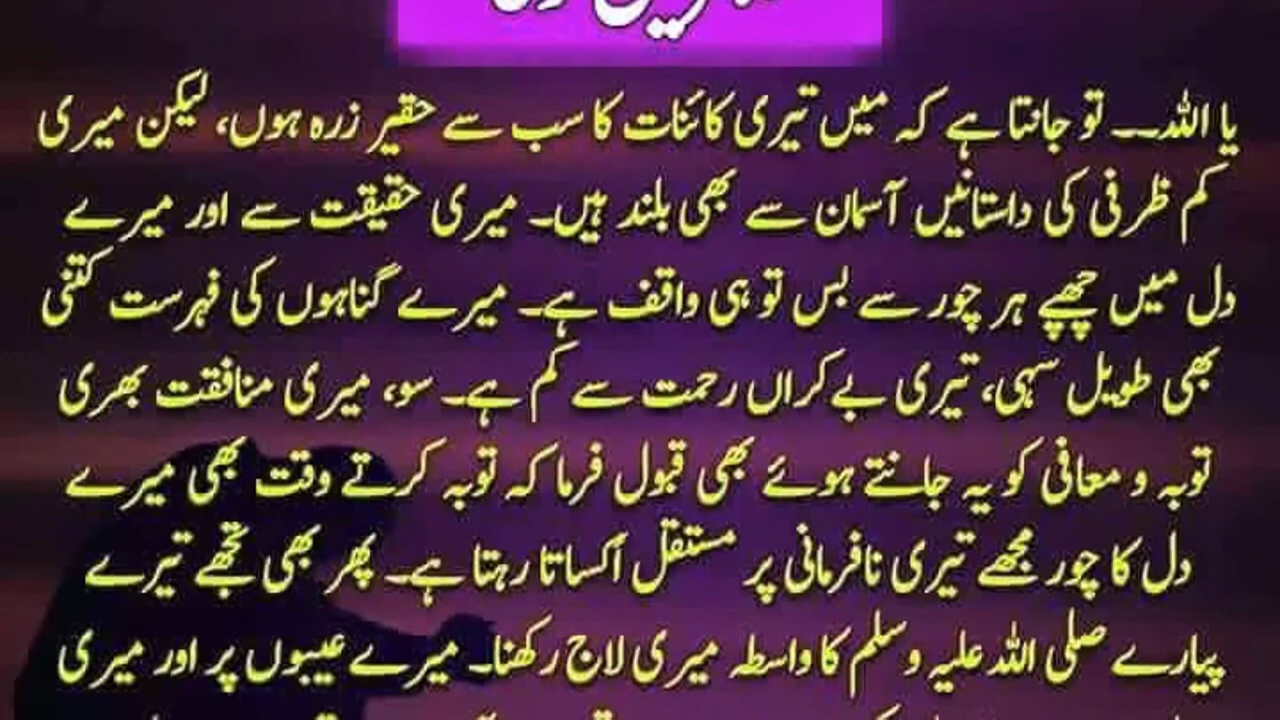 یا اللہ۔۔۔ تو جانتا ہے کہ میں تیری کائنات کا سب سے حقیر زرہ ہوں، لیکن میری
کم ظرفی کی داستانیں آسمان سے بھی بلند ہیں۔ میری حقیقت سے اور میرے
دل میں چھپے ہر چور سے بس تو ہی واقف ہے۔ میرے گناہوں کی فہرست کتنی
بھی طویل سہی، تیری بے کراں رحمت سے کم ہے۔ سو، میری منافقت بھری
توبہ و معافی کو یہ جانتے ہوئے بھی قبول فرما کہ توبہ کرتے وقت بھی میرے
دل کا چور مجھے تیری نافرمانی پر مستقل اُکساتا رہتا ہے۔ پھر بھی تجھے تیرے
پیارے صلی اللہ علیہ وسلم کا واسطہ میری لاج رکھنا۔ میرے عیبوں پر اور میری